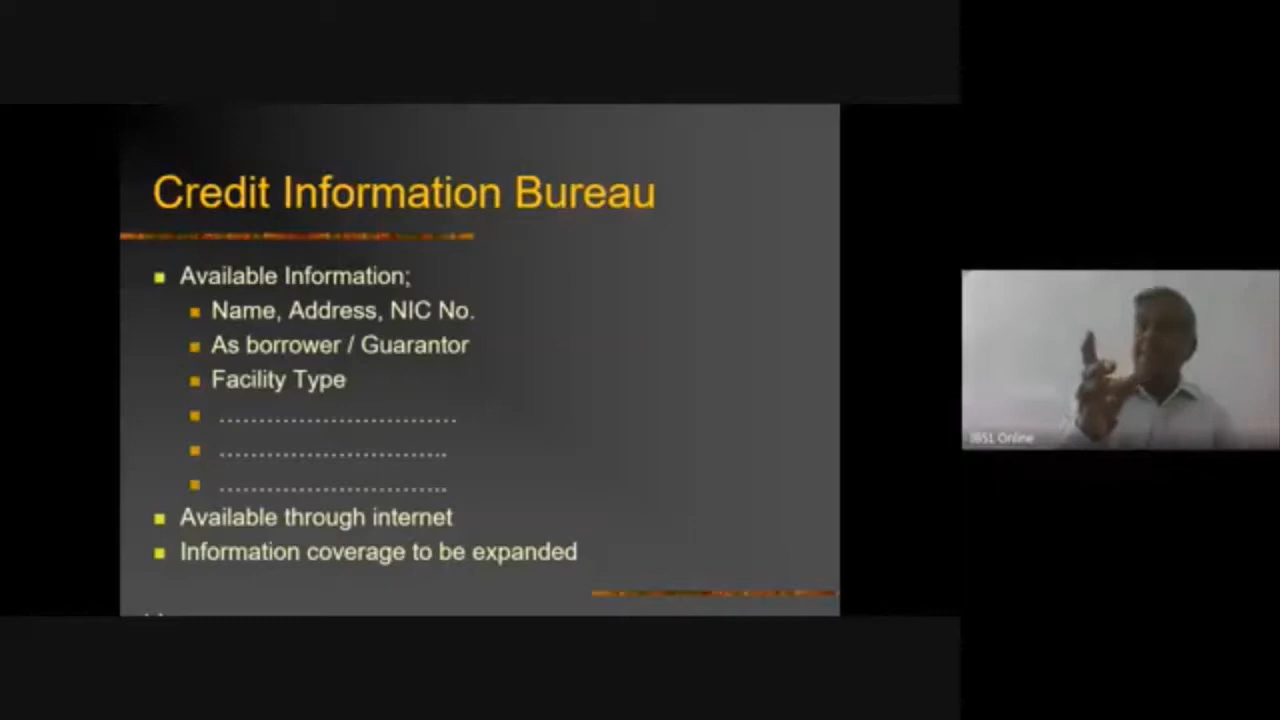 Credit Information Bureau
Available Information;
Name, Address, NIC No.
As borrower / Guarantor
Facility Type
................................
...............................
...............................
Available through internet
Information coverage to be expanded
IBSL Online